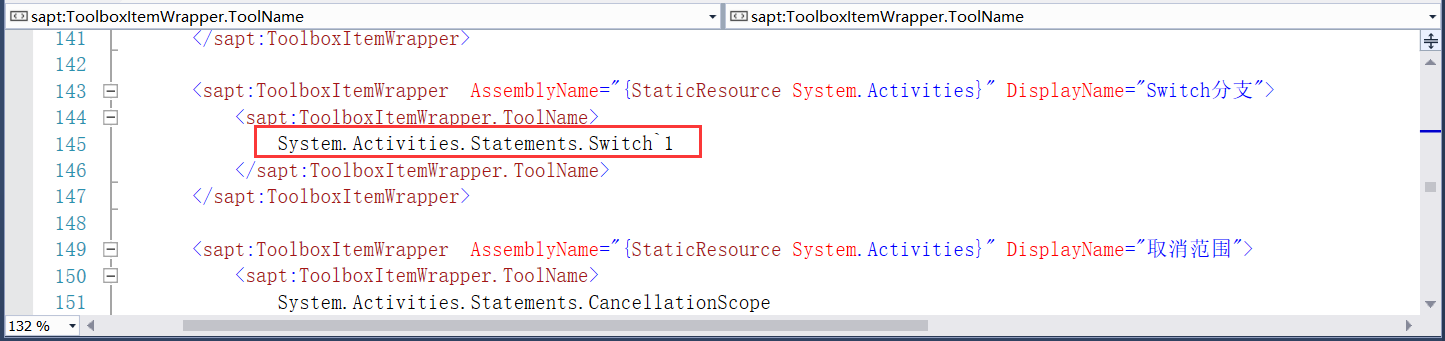 sapt:ToolboxItemWrapper.ToolName sapt:ToolboxItemWrapper.ToolName
141 </sapt:ToolboxItemWrapper>
142
143 <sapt:ToolboxItemWrapper  AssemblyName="{StaticResource System.Activities}" DisplayName="Switch分支">
144 <sapt:ToolboxItemWrapper.ToolName>
145 System.Activities.Statements.Switch`1
146 </sapt:ToolboxItemWrapper.ToolName>
147 </sapt:ToolboxItemWrapper>
148
149 <sapt:ToolboxItemWrapper  AssemblyName="{StaticResource System.Activities}" DisplayName="取消范围">
150 <sapt:ToolboxItemWrapper.ToolName>
151 System.Activities.Statements.CancellationScope
132 %